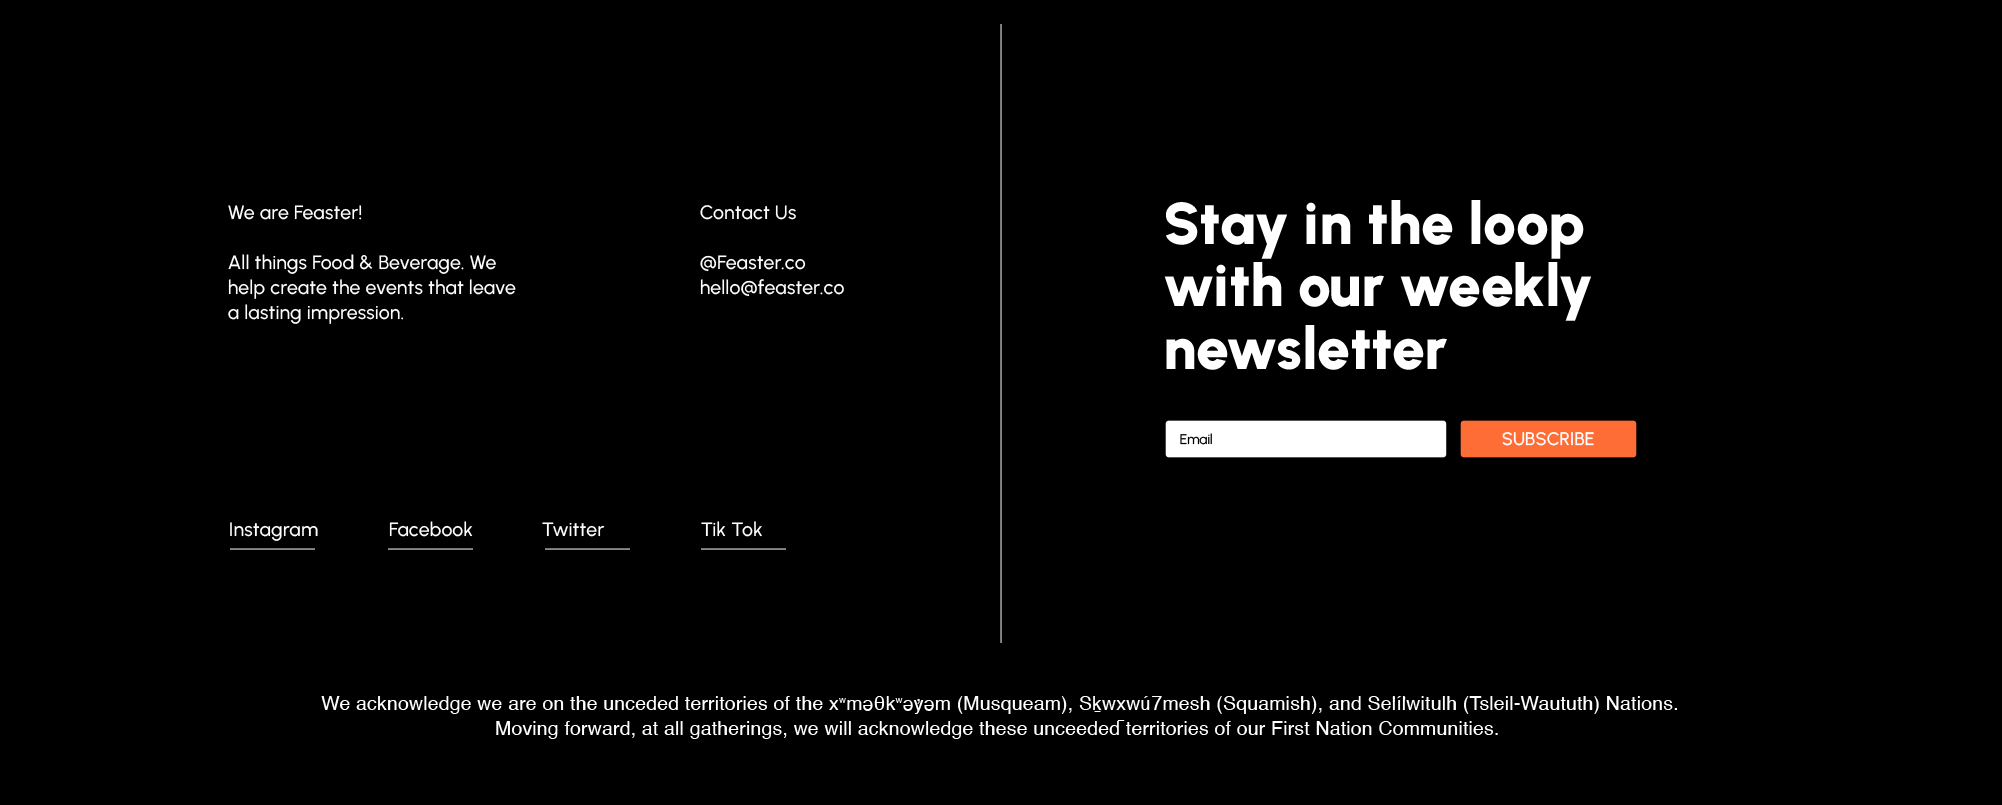 We are Feaster!
All things Food & Beverage. We
help create the events that leave
a lasting impression.
Contact Us
@Feaster.co
hello@feaster.co
Instagram
Facebook
Twitter
Tik Tok
Stay in the loop
with our weekly
newsletter
Email
SUBSCRIBE
We acknowledge we are on the unceded territories of the xʷməθkʷəy̓əm (Musqueam), Sḵwxwú7mesh (Squamish), and Selílwitulh (Tsleil-Waututh) Nations.
Moving forward, at all gatherings, we will acknowledge these unceeded ̄territories of our First Nation Communities.